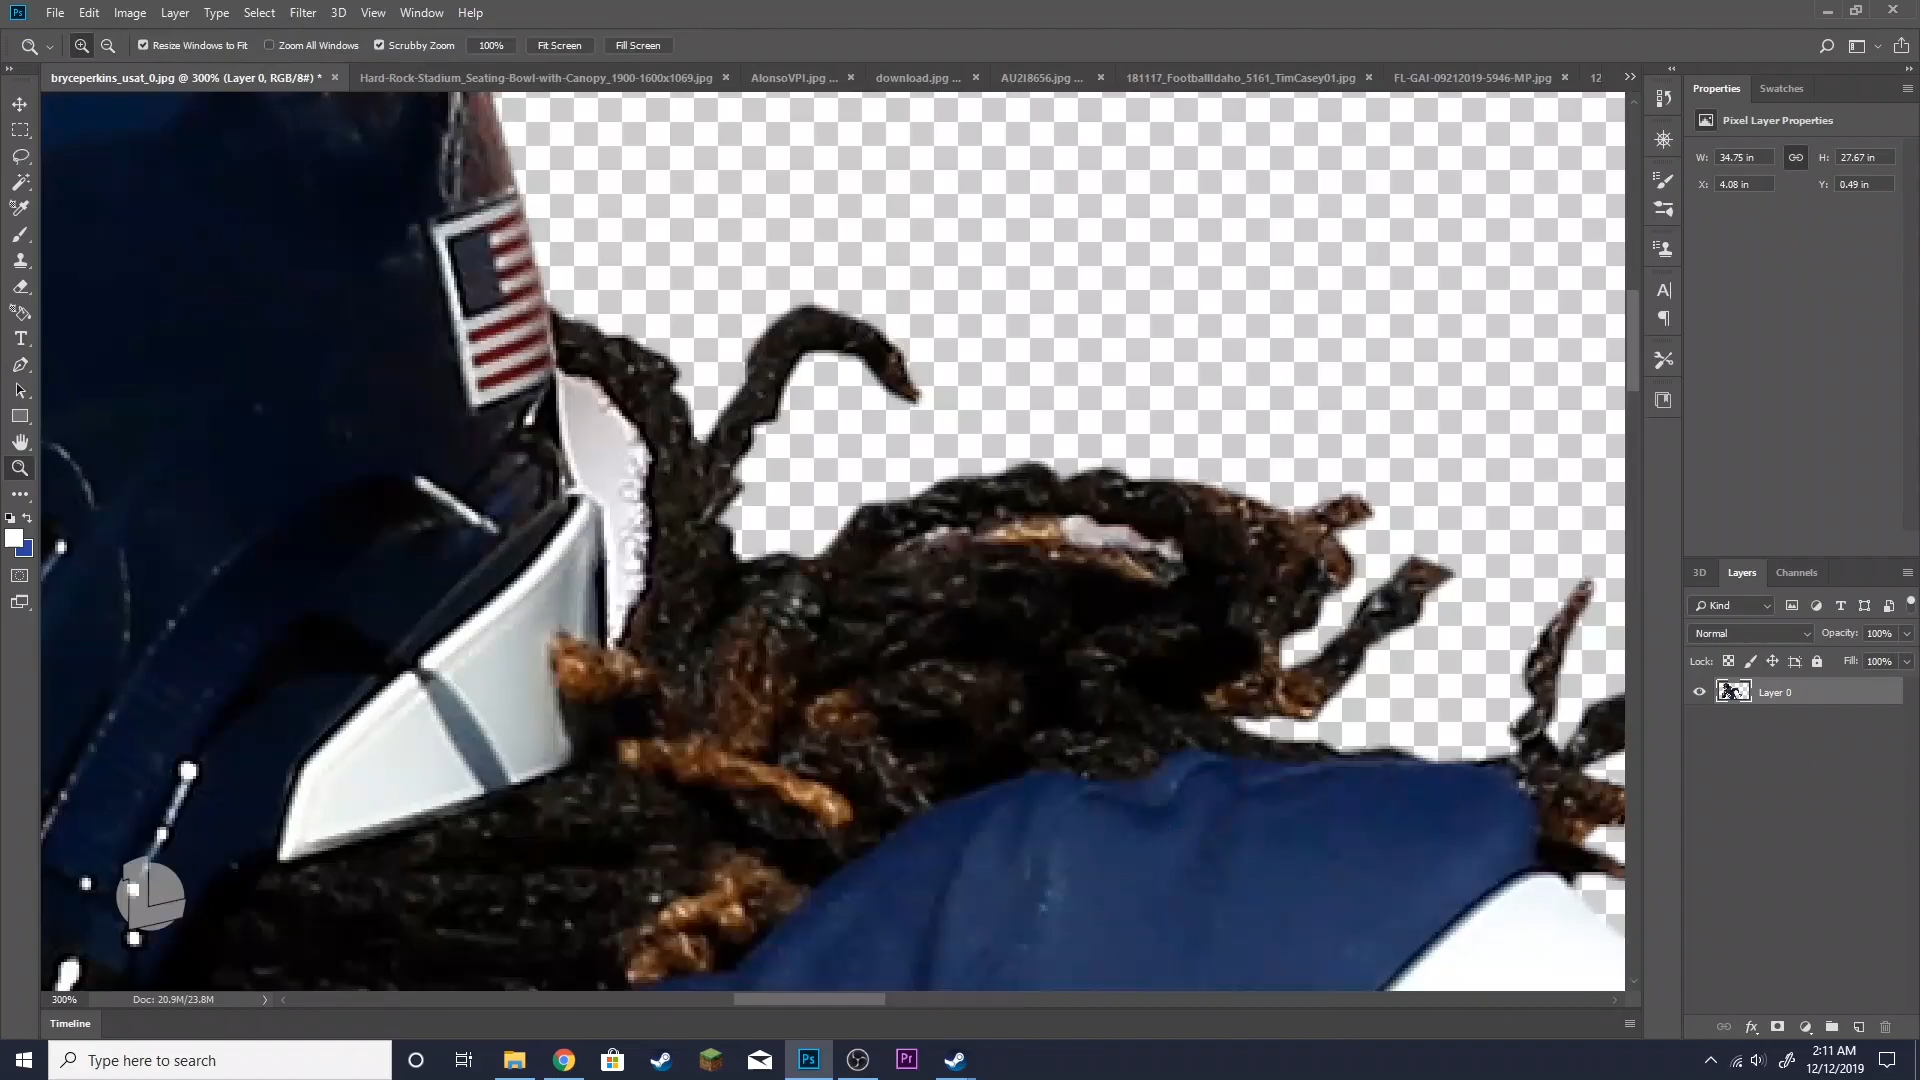 Ps File Edit Image Layer Type Select Filter 3D View Window Help
Resize Windows to Fit Zoom All Windows Scrubby Zoom 100% Fit Screen Fill Screen
bryceperkins_usat_0.jpg @ 300% (Layer 0, RGB/8#) * Hard-Rock-Stadium_Seating-Bowl-with-Canopy_1900-1600x1069.jpg AlonsoVPI.jpg ... download.jpg ... AU2I8656.jpg ... 181117_FootballIdaho_5161_TimCasey01.jpg FL-GAI-09212019-5946-MP.jpg 12
Properties Swatches
Pixel Layer Properties
W: 34.75 in H: 27.67 in
X: 4.08 in Y: 0.49 in
3D Layers Channels
Kind
Normal Opacity: 100%
Lock: Fill: 100%
Layer 0
300% Doc: 20.9M/23.8M
Timeline
Type here to search
Ps Pr
2:11 AM
12/12/2019